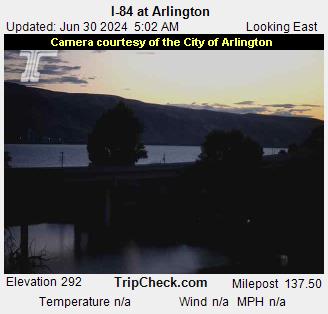 I-84 at Arlington
Updated: Jun 30 2024 5:02 AM Looking East
Camera courtesy of the City of Arlington
Elevation 292 TripCheck.com Milepost 137.50
Temperature n/a Wind n/a MPH n/a